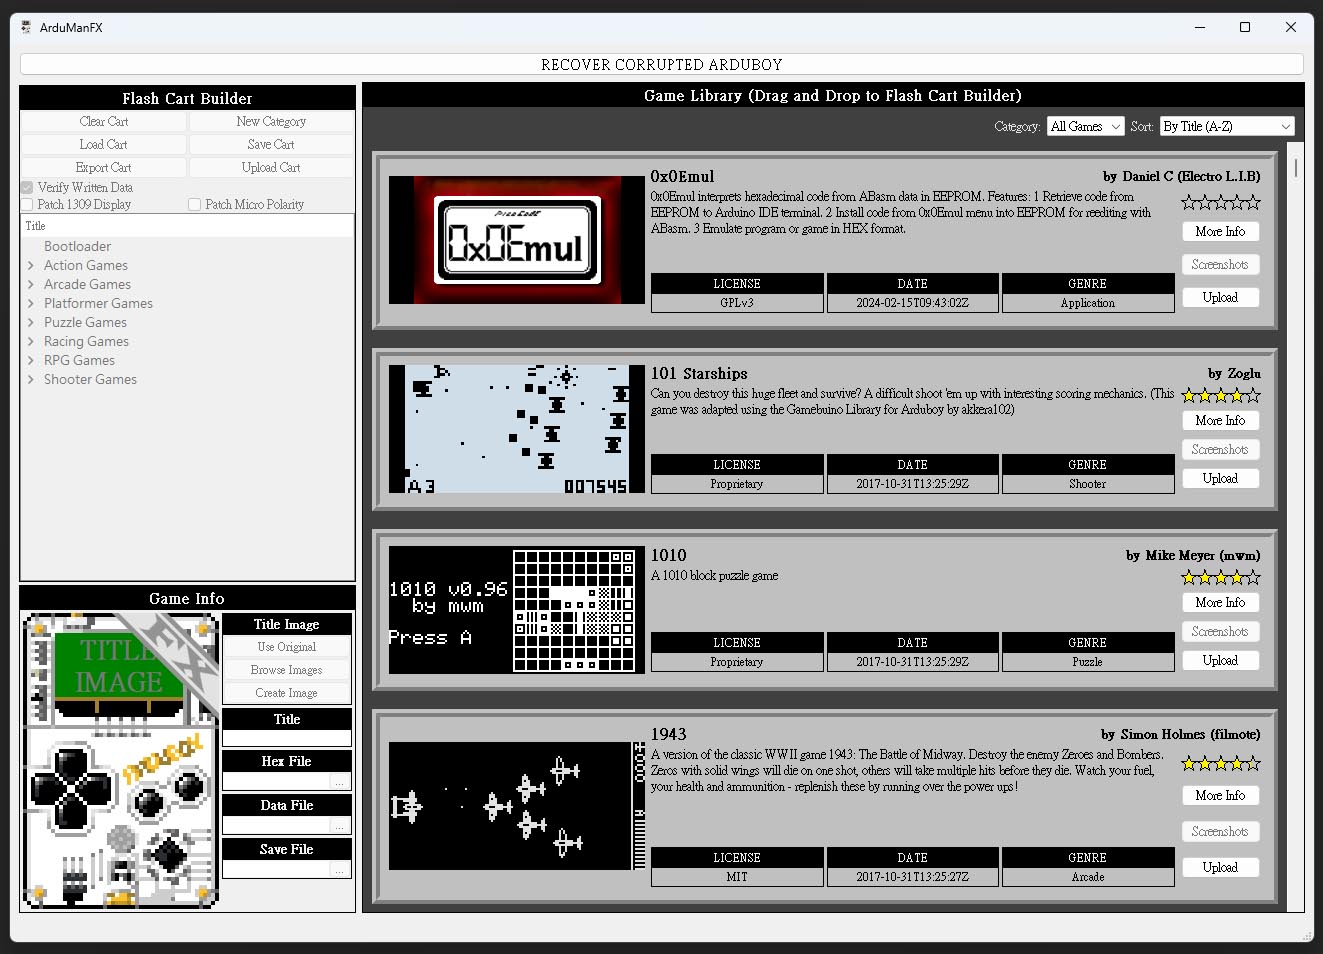 ArduManFX
RECOVER CORRUPTED ARDUBOY
Flash Cart Builder
Clear Cart
New Category
Load Cart
Save Cart
Export Cart
Upload Cart
Verify Written Data
Patch 1309 Display
Patch Micro Polarity
Title
Bootloader
Action Games
Arcade Games
Platformer Games
Puzzle Games
Racing Games
RPG Games
Shooter Games
Game Info
TITLE
IMAGE
FX
Title Image
Use Original
Browse Images
Create Image
Title
Hex File
...
Data File
...
Save File
...
Game Library (Drag and Drop to Flash Cart Builder)
Category:
All Games
Sort:
By Title (A-Z)
0x0Emul
0x0Emul
by Daniel C (Electro L.I.B)
0x0Emul interprets hexadecimal code from ABasm data in EEPROM. Features: 1 Retrieve code from
EEPROM to Arduino IDE terminal. 2 Install code from 0x0Emul menu into EEPROM for reediting with
ABasm. 3 Emulate program or game in HEX format.
More Info
Screenshots
Upload
LICENSE
DATE
GENRE
GPLv3
2024-02-15T09:43:02Z
Application
A 3
007545
101 Starships
by Zoglu
Can you destroy this huge fleet and survive? A difficult shoot 'em up with interesting scoring mechanics. (This
game was adapted using the Gamebuino Library for Arduboy by akkera102)
More Info
Screenshots
Upload
LICENSE
DATE
GENRE
Proprietary
2017-10-31T13:25:29Z
Shooter
1010 v0.96
by mwm
Press A
1010
by Mike Meyer (mwm)
A 1010 block puzzle game
More Info
Screenshots
Upload
LICENSE
DATE
GENRE
Proprietary
2017-10-31T13:25:29Z
Puzzle
1943
by Simon Holmes (filmote)
A version of the classic WWII game 1943: The Battle of Midway. Destroy the enemy Zeroes and Bombers.
Zeros with solid wings will die on one shot, others will take multiple hits before they die. Watch your fuel,
your health and ammunition - replenish these by running over the power ups!
More Info
Screenshots
Upload
LICENSE
DATE
GENRE
MIT
2017-10-31T13:25:27Z
Arcade